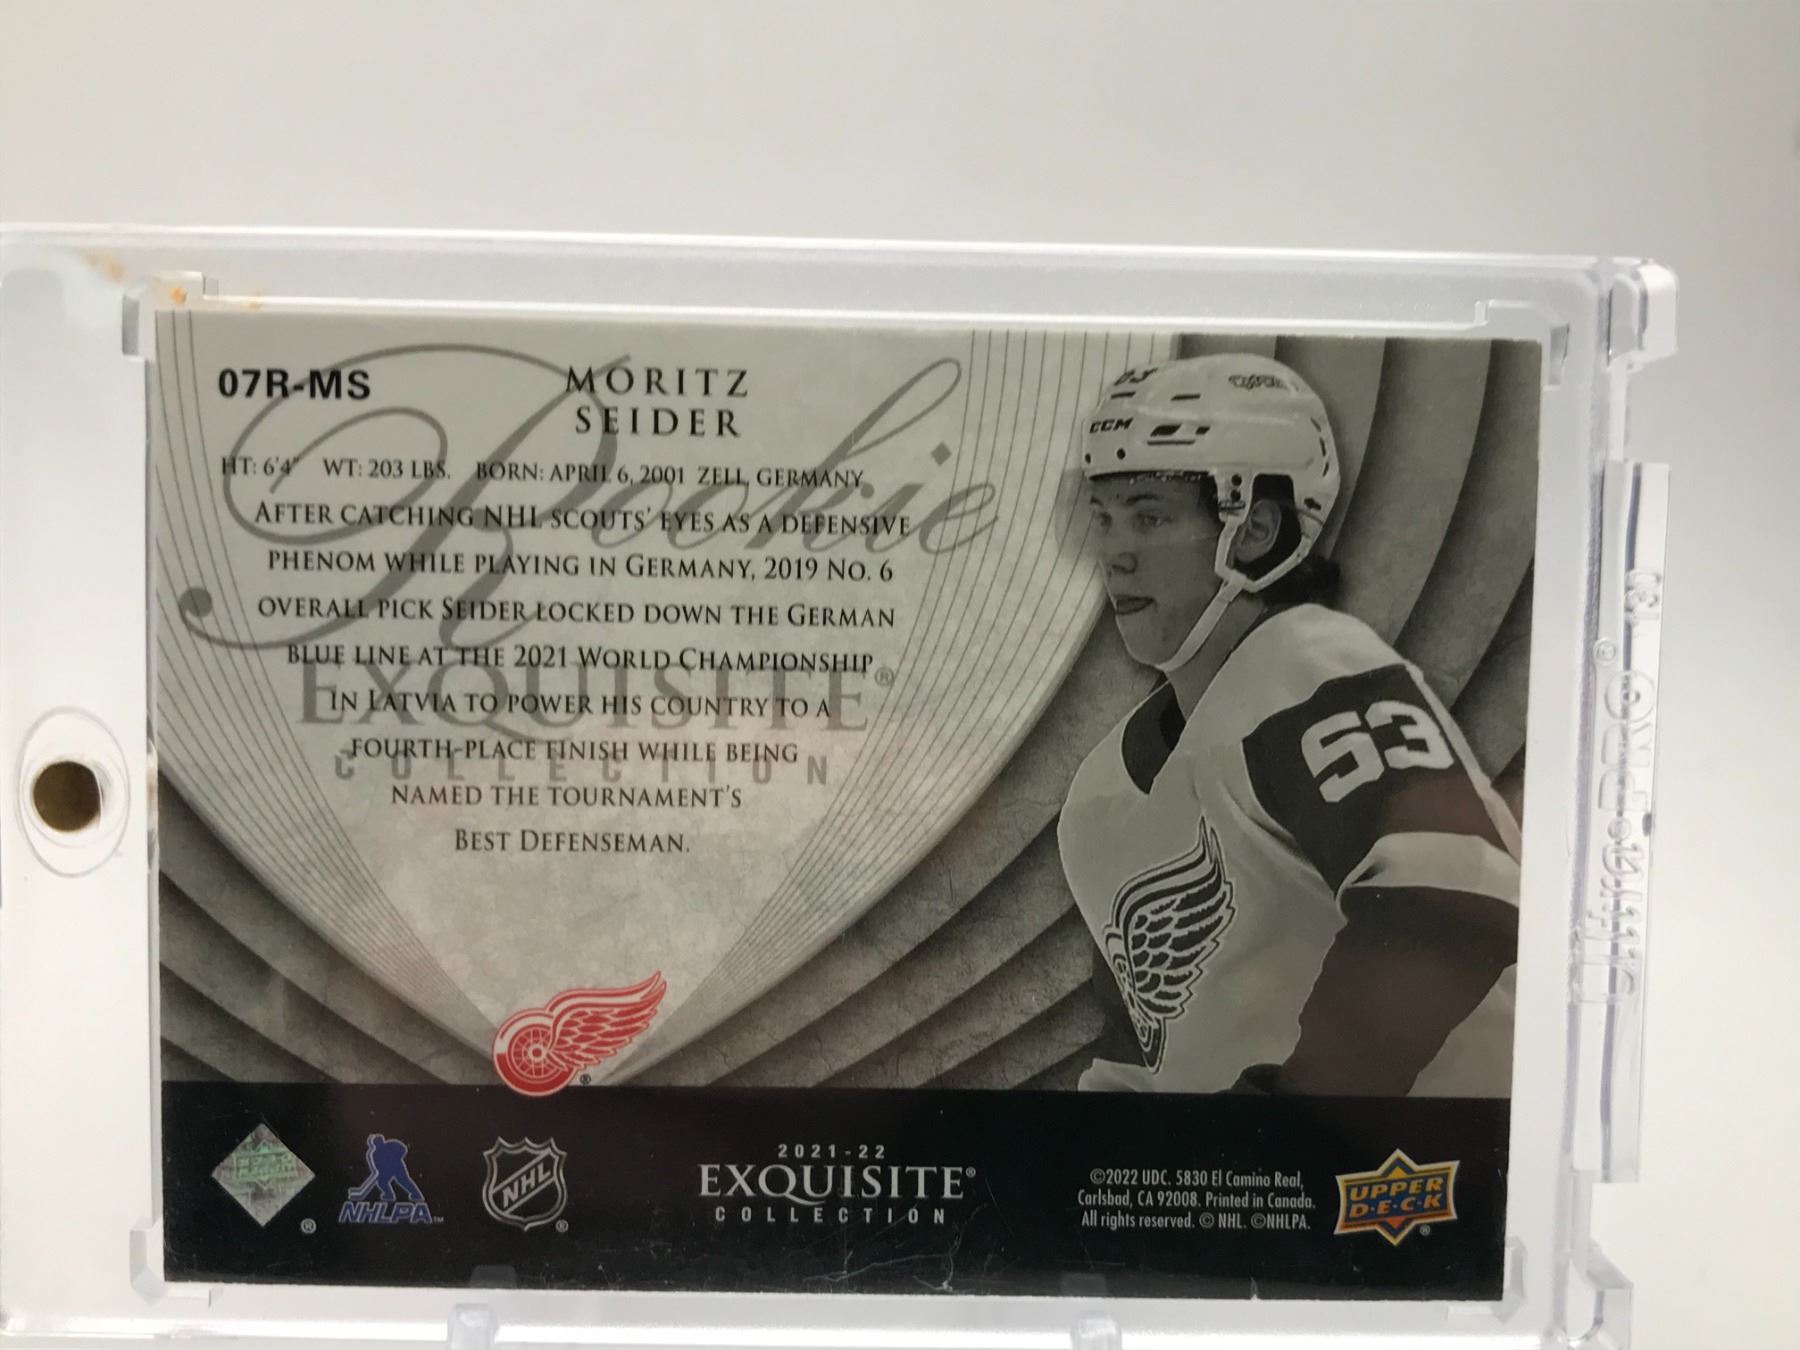 07R-MS
MORITZ
SEIDER
HT: 6'4" WT: 203 LBS. BORN: APRIL 6, 2001 ZELL, GERMANY
AFTER CATCHING NHL SCOUTS' EYES AS A DEFENSIVE
PHENOM WHILE PLAYING IN GERMANY, 2019 NO. 6
OVERALL PICK SEIDER LOCKED DOWN THE GERMAN
BLUE LINE AT THE 2021 WORLD CHAMPIONSHIP
IN LATVIA TO POWER HIS COUNTRY TO A
FOURTH-PLACE FINISH WHILE BEING
NAMED THE TOURNAMENT'S
BEST DEFENSEMAN.
Rookie
EXQUISITE®
COLLECTION
53
CCM
53
®
®
NHLPA™
NHL
®
2021-22
EXQUISITE®
COLLECTION
©2022 UDC. 5830 El Camino Real,
Carlsbad, CA 92008. Printed in Canada.
All rights reserved. © NHL. ©NHLPA.
UPPER
D•E•C•K
®
Ultra•PRO®